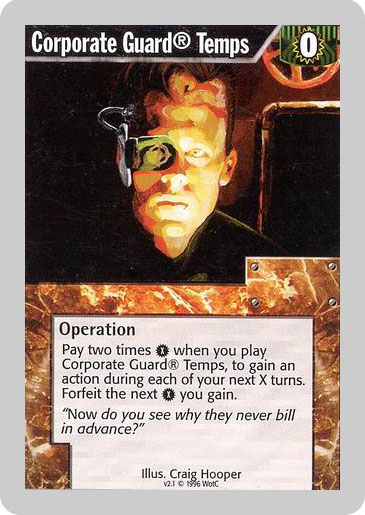 Corporate Guard® Temps
0
Operation
Pay two times X when you play
Corporate Guard® Temps, to gain an
action during each of your next X turns.
Forfeit the next X you gain.
“Now do you see why they never bill
in advance?”
Illus. Craig Hooper
v2.1 © 1996 WotC